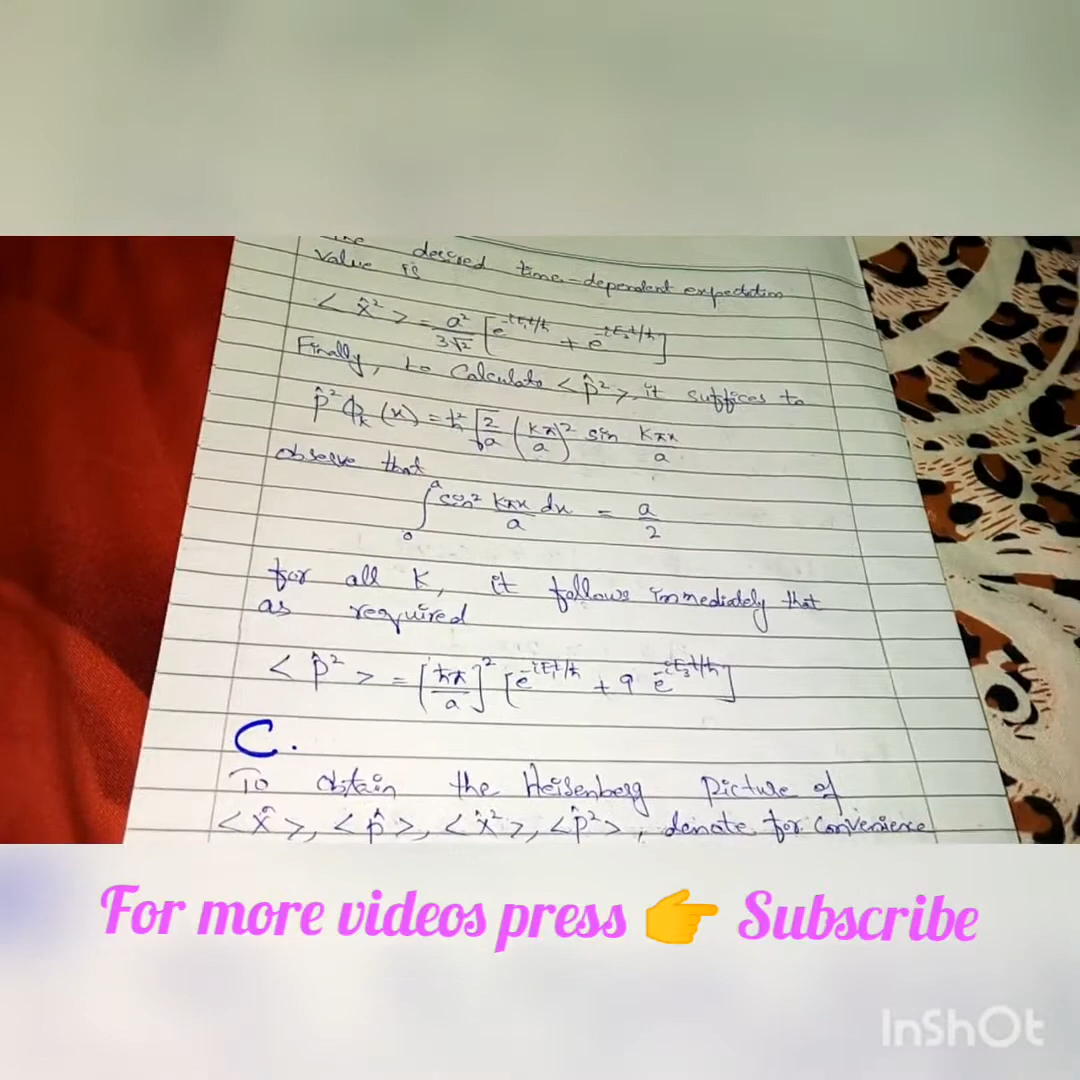 desired time-dependent expectation
value is
< x̂² > = a²/3√2 [e^-iE₁t/ħ + e^-iE₃t/ħ]
Finally, to calculate < p̂² >, it suffices to
p̂² Φₖ (x) = ħ² √2/a (kπ/a)² sin kπx/a
observe that
∫₀ᵃ sin² kπx/a dx = a/2
for all K, it follows immediately that
as required
< p̂² > = [ħπ/a]² [e^-iE₁t/ħ + 9 e^-iE₃t/ħ]
C.
To obtain the Heisenberg Picture of
< x̂ >, < p̂ >, < x̂² >, < p̂² >, denote for convenience
For more videos press 👉 Subscribe
InShOt